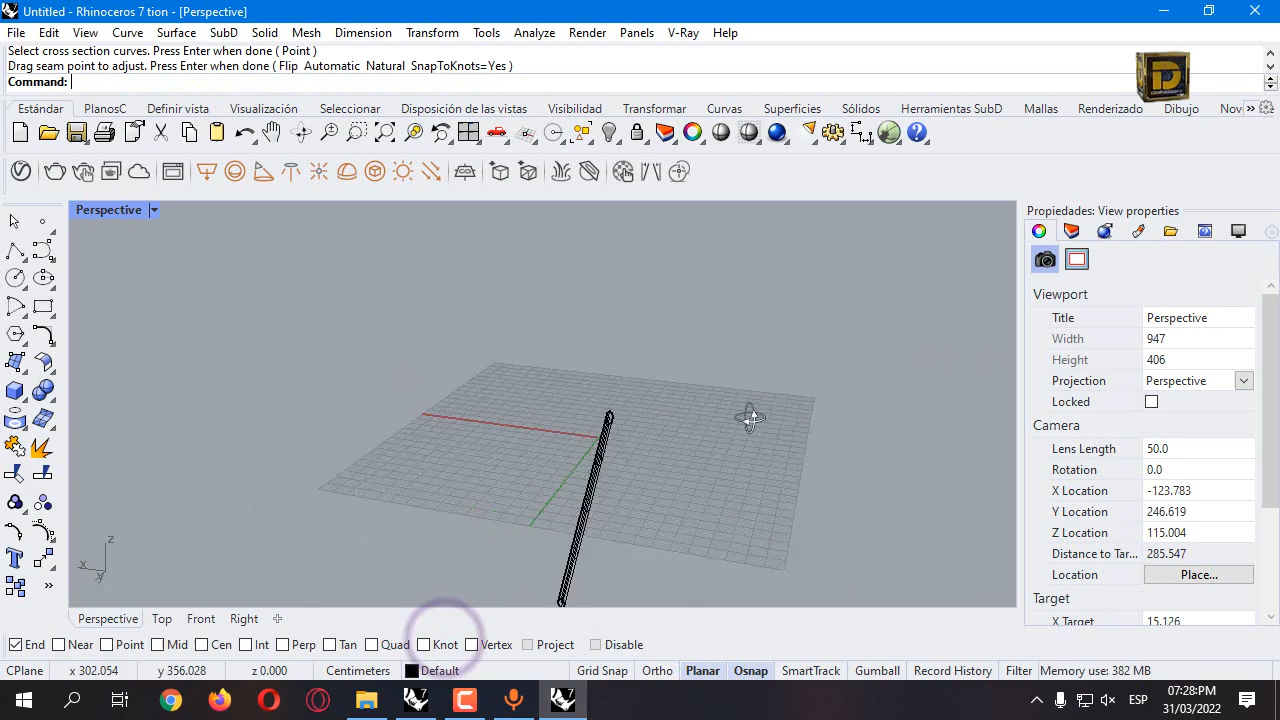 Untitled - Rhinoceros 7 tion - [Perspective]
File Edit View Curve Surface SubD Solid Mesh Dimension Transform Tools Analyze Render Panels V-Ray Help
Select cross section curves. Press Enter when done ( Point )
Drag seam point to adjust. Press Enter when done ( Flip Automatic Natural SnapToKnots=Yes )
Command:
Estándar PlanosC Definir vista Visualización Seleccionar Disposición de las vistas Visibilidad Transformar Curvas Superficies Sólidos Herramientas SubD Mallas Renderizado Dibujo Nov
Perspective
Propiedades: View properties
Viewport
Title Perspective
Width 947
Height 406
Projection Perspective
Locked
Camera
Lens Length 50.0
Rotation 0.0
X Location -123.783
Y Location 246.619
Z Location 115.004
Distance to Tar... 285.547
Location Place...
Target
X Target 15.126
z
x
y
Perspective Top Front Right
End Near Point Mid Cen Int Perp Tan Quad Knot Vertex Project Disable
CPlane x 302.054 y 356.028 z 0.000 Centimeters Default Grid Snap Ortho Planar Osnap SmartTrack Gumball Record History Filter Memory use: 382 MB
ESP
07:28 PM
31/03/2022